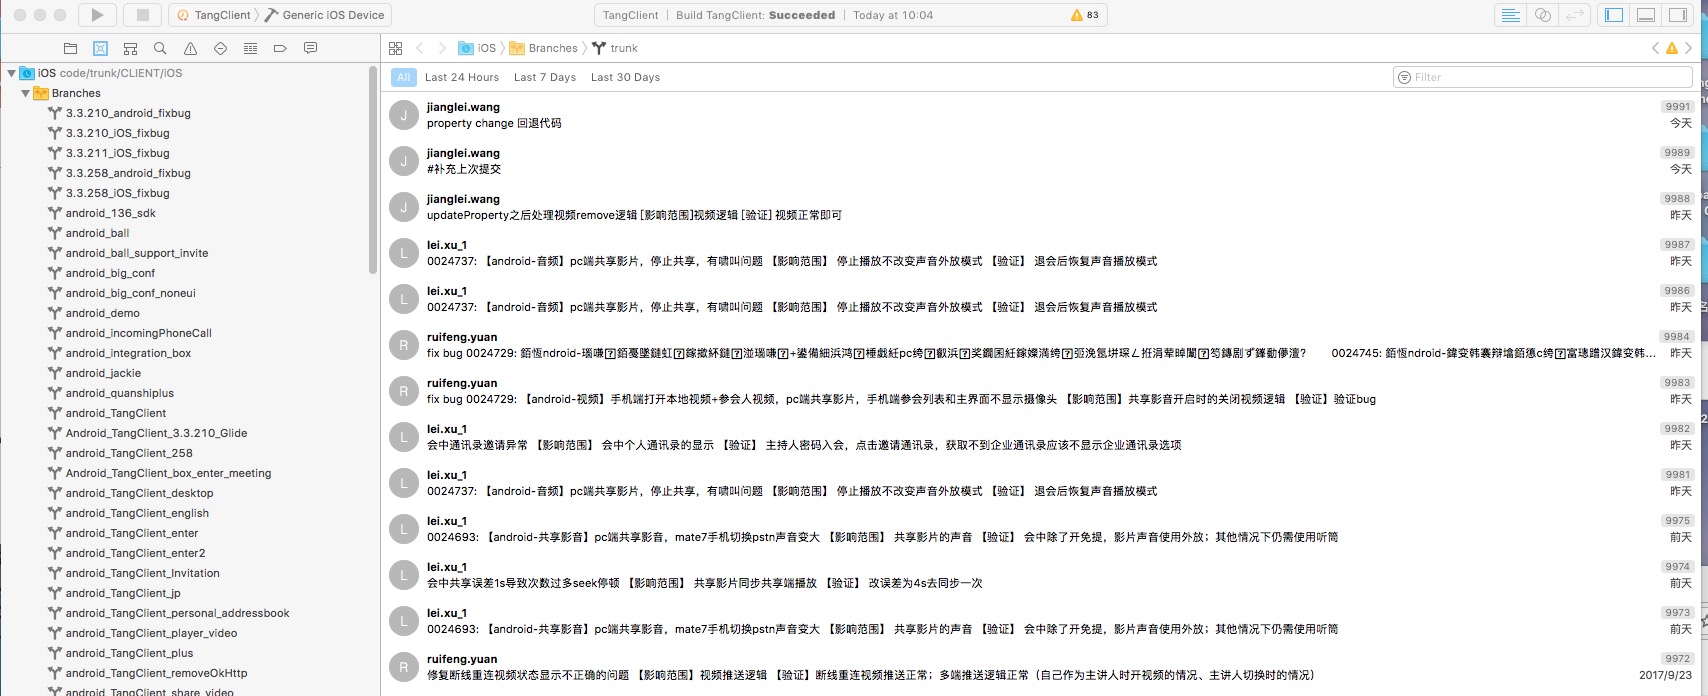 TangClient
Generic iOS Device
TangClient
Build TangClient: Succeeded
Today at 10:04
83
iOS
Branches
trunk
iOS code/trunk/CLIENT/iOS
Branches
3.3.210_android_fixbug
3.3.210_iOS_fixbug
3.3.211_iOS_fixbug
3.3.258_android_fixbug
3.3.258_iOS_fixbug
android_136_sdk
android_ball
android_ball_support_invite
android_big_conf
android_big_conf_noneui
android_demo
android_incomingPhoneCall
android_integration_box
android_jackie
android_quanshiplus
android_TangClient
Android_TangClient_3.3.210_Glide
android_TangClient_258
Android_TangClient_box_enter_meeting
android_TangClient_desktop
android_TangClient_english
android_TangClient_enter
android_TangClient_enter2
android_TangClient_Invitation
android_TangClient_jp
android_TangClient_personal_addressbook
android_TangClient_player_video
android_TangClient_plus
android_TangClient_removeOkHttp
android_TangClient_share_video
All
Last 24 Hours
Last 7 Days
Last 30 Days
Filter
J
jianglei.wang
9991
property change 回退代码
今天
J
jianglei.wang
9989
#补充上次提交
今天
J
jianglei.wang
9988
updateProperty之后处理视频remove逻辑 [影响范围]视频逻辑 [验证] 视频正常即可
昨天
L
lei.xu_1
9987
0024737: 【android-音频】pc端共享影片，停止共享，有啸叫问题 【影响范围】 停止播放不改变声音外放模式 【验证】 退会后恢复声音播放模式
昨天
L
lei.xu_1
9986
0024737: 【android-音频】pc端共享影片，停止共享，有啸叫问题 【影响范围】 停止播放不改变声音外放模式 【验证】 退会后恢复声音播放模式
昨天
R
ruifeng.yuan
9984
fix bug 0024729:
0024745:
昨天
R
ruifeng.yuan
9983
fix bug 0024729: 【android-视频】手机端打开本地视频+参会人视频，pc端共享影片，手机端参会列表和主界面不显示摄像头 【影响范围】共享影音开启时的关闭视频逻辑 【验证】验证bug
昨天
L
lei.xu_1
9982
会中通讯录邀请异常 【影响范围】 会中个人通讯录的显示 【验证】 主持人密码入会，点击邀请通讯录，获取不到企业通讯录应该不显示企业通讯录选项
昨天
L
lei.xu_1
9981
0024737: 【android-音频】pc端共享影片，停止共享，有啸叫问题 【影响范围】 停止播放不改变声音外放模式 【验证】 退会后恢复声音播放模式
昨天
L
lei.xu_1
9975
0024693: 【android-共享影音】pc端共享影音，mate7手机切换pstn声音变大 【影响范围】 共享影片的声音 【验证】 会中除了开免提，影片声音使用外放；其他情况下仍需使用听筒
前天
L
lei.xu_1
9974
会中共享误差1s导致次数过多seek停顿 【影响范围】 共享影片同步共享端播放 【验证】 改误差为4s去同步一次
前天
L
lei.xu_1
9973
0024693: 【android-共享影音】pc端共享影音，mate7手机切换pstn声音变大 【影响范围】 共享影片的声音 【验证】 会中除了开免提，影片声音使用外放；其他情况下仍需使用听筒
前天
R
ruifeng.yuan
9972
修复断线重连视频状态显示不正确的问题 【影响范围】视频推送逻辑 【验证】断线重连视频推送正常；多端推送逻辑正常（自己作为主讲人时开视频的情况、主讲人切换时的情况）
2017/9/23